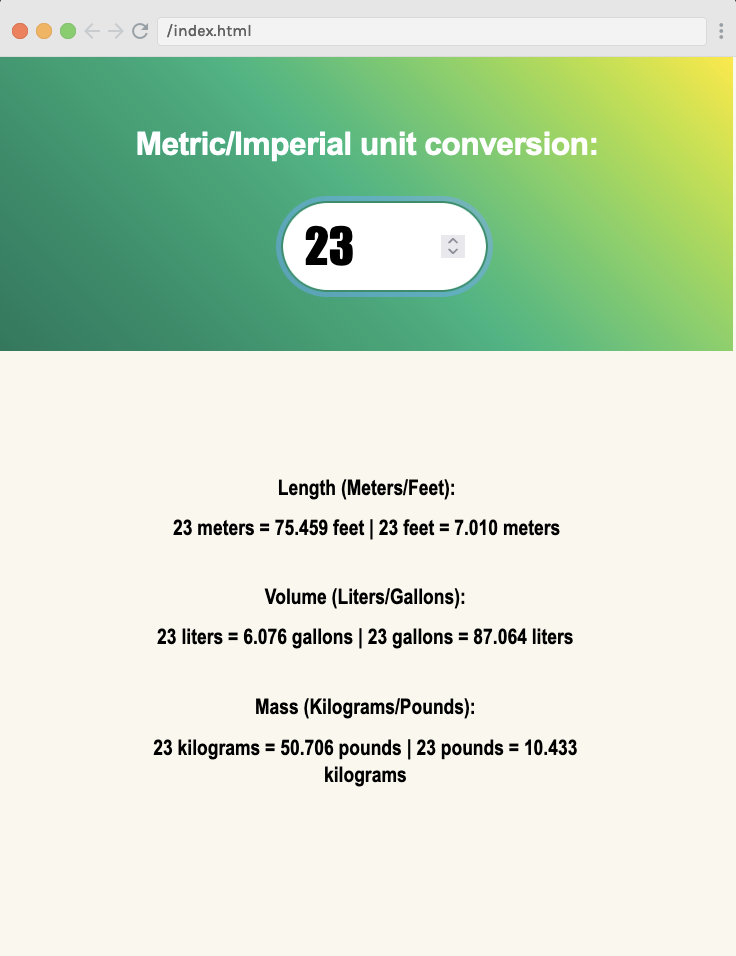 /index.html
Metric/Imperial unit conversion:
23
Length (Meters/Feet):
23 meters = 75.459 feet | 23 feet = 7.010 meters
Volume (Liters/Gallons):
23 liters = 6.076 gallons | 23 gallons = 87.064 liters
Mass (Kilograms/Pounds):
23 kilograms = 50.706 pounds | 23 pounds = 10.433
kilograms